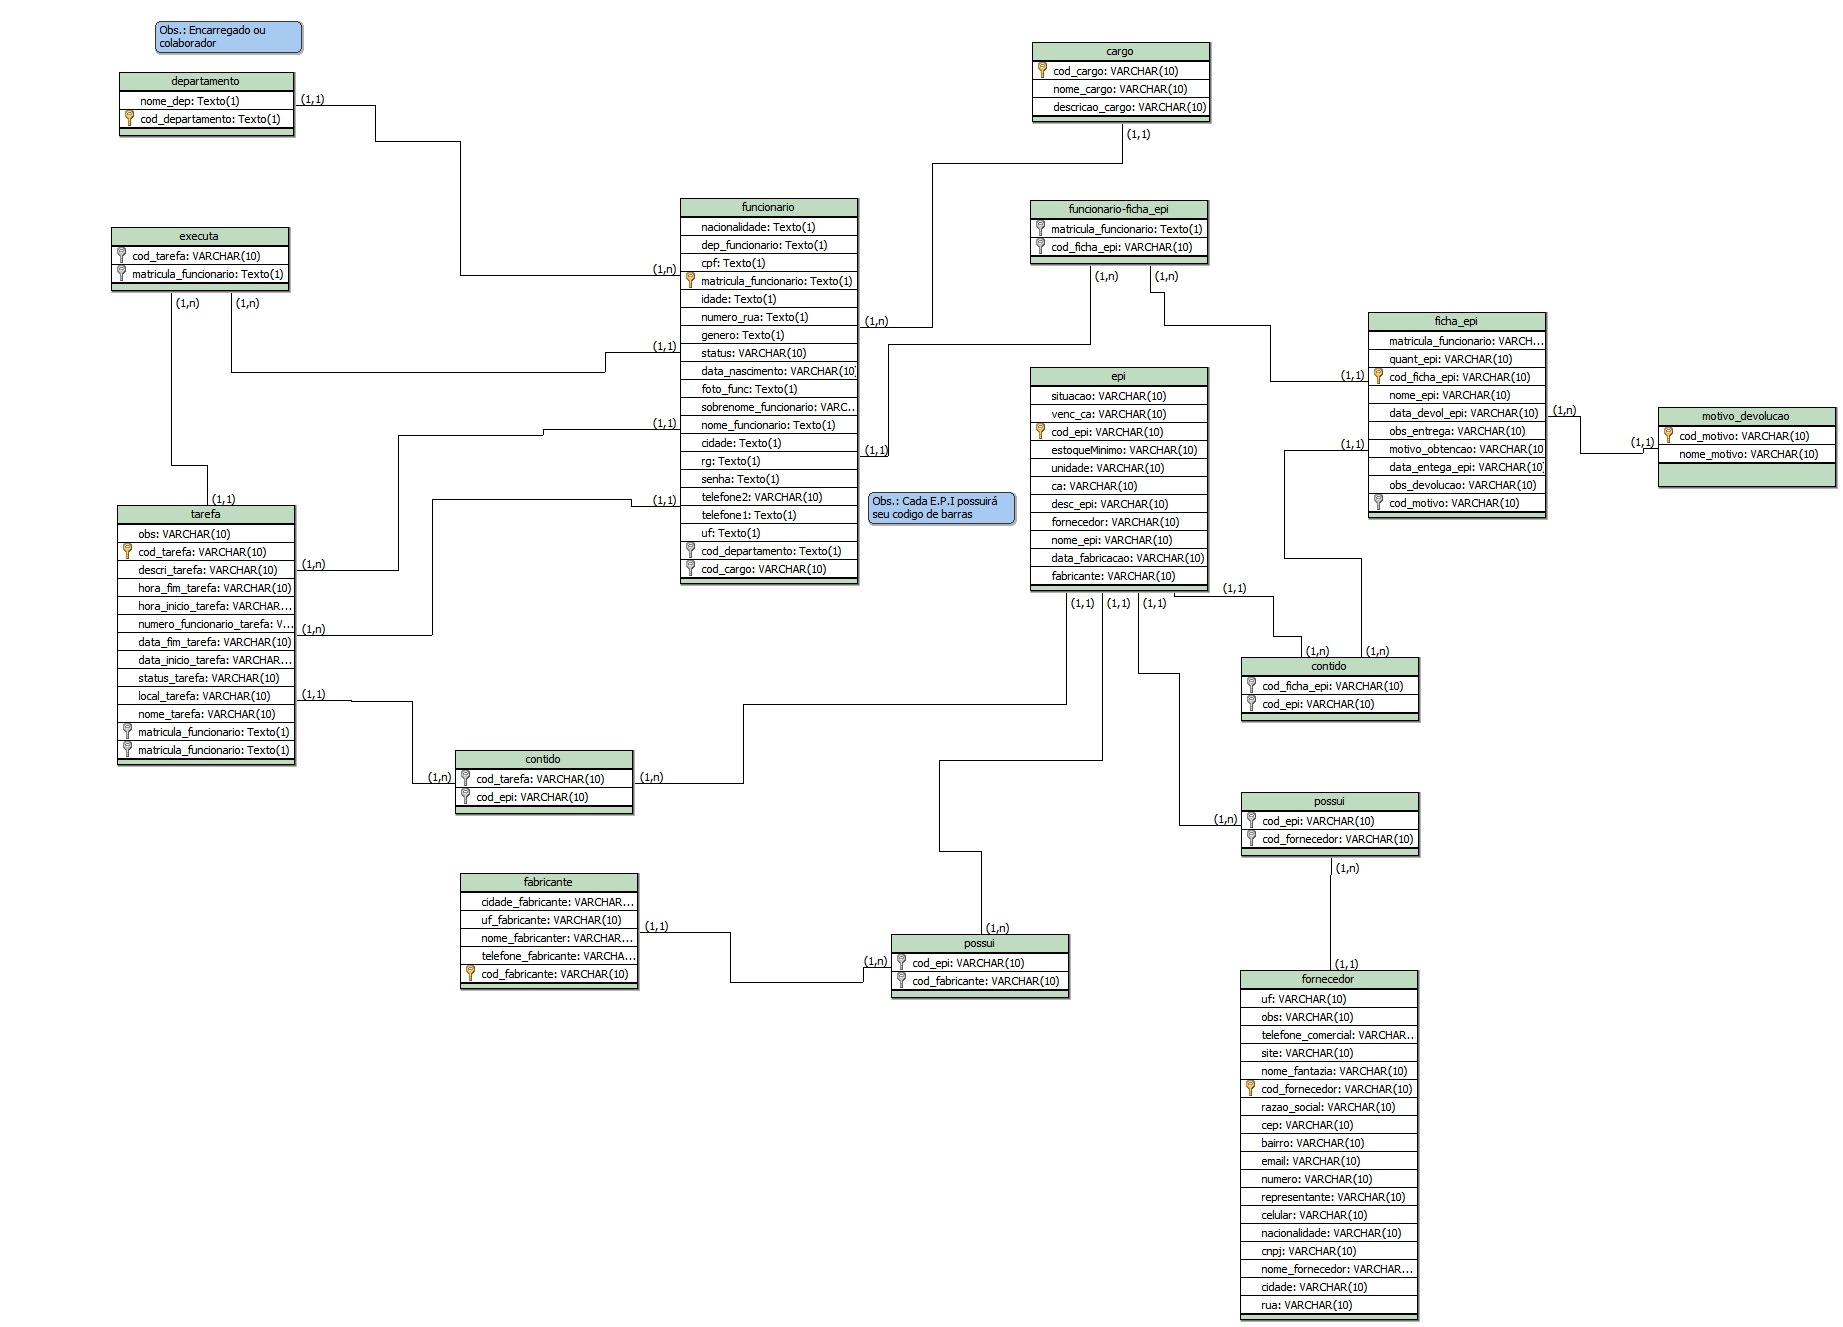 Obs.: Encarregado ou
colaborador
departamento
nome_dep: Texto(1)
cod_departamento: Texto(1)
(1,1)
(1,n)
cargo
cod_cargo: VARCHAR(10)
nome_cargo: VARCHAR(10)
descricao_cargo: VARCHAR(10)
(1,1)
(1,n)
executa
cod_tarefa: VARCHAR(10)
matricula_funcionario: Texto(1)
(1,n)
(1,n)
funcionario
nacionalidade: Texto(1)
dep_funcionario: Texto(1)
cpf: Texto(1)
matricula_funcionario: Texto(1)
idade: Texto(1)
numero_rua: Texto(1)
genero: Texto(1)
status: VARCHAR(10)
data_nascimento: VARCHAR(10)
foto_func: Texto(1)
sobrenome_funcionario: VARC...
nome_funcionario: Texto(1)
cidade: Texto(1)
rg: Texto(1)
senha: Texto(1)
telefone2: VARCHAR(10)
telefone1: Texto(1)
uf: Texto(1)
cod_departamento: Texto(1)
cod_cargo: VARCHAR(10)
(1,1)
(1,1)
(1,1)
(1,1)
funcionario-ficha_epi
matricula_funcionario: Texto(1)
cod_ficha_epi: VARCHAR(10)
(1,n)
(1,n)
ficha_epi
matricula_funcionario: VARCH...
quant_epi: VARCHAR(10)
cod_ficha_epi: VARCHAR(10)
nome_epi: VARCHAR(10)
data_devol_epi: VARCHAR(10)
obs_entrega: VARCHAR(10)
motivo_obtencao: VARCHAR(10
data_entega_epi: VARCHAR(10)
obs_devolucao: VARCHAR(10)
cod_motivo: VARCHAR(10)
(1,1)
(1,1)
(1,n)
(1,1)
motivo_devolucao
cod_motivo: VARCHAR(10)
nome_motivo: VARCHAR(10)
epi
situacao: VARCHAR(10)
venc_ca: VARCHAR(10)
cod_epi: VARCHAR(10)
estoqueMinimo: VARCHAR(10)
unidade: VARCHAR(10)
ca: VARCHAR(10)
desc_epi: VARCHAR(10)
fornecedor: VARCHAR(10)
nome_epi: VARCHAR(10)
data_fabricacao: VARCHAR(10)
fabricante: VARCHAR(10)
(1,1)
(1,1)
(1,1)
(1,1)
Obs.: Cada E.P.I possuirá
seu codigo de barras
(1,1)
tarefa
obs: VARCHAR(10)
cod_tarefa: VARCHAR(10)
descri_tarefa: VARCHAR(10)
hora_fim_tarefa: VARCHAR(10)
hora_inicio_tarefa: VARCHAR...
numero_funcionario_tarefa: V...
data_fim_tarefa: VARCHAR(10)
data_inicio_tarefa: VARCHAR...
status_tarefa: VARCHAR(10)
local_tarefa: VARCHAR(10)
nome_tarefa: VARCHAR(10)
matricula_funcionario: Texto(1)
matricula_funcionario: Texto(1)
(1,n)
(1,n)
(1,1)
(1,n)
(1,n)
contido
cod_ficha_epi: VARCHAR(10)
cod_epi: VARCHAR(10)
(1,n)
contido
cod_tarefa: VARCHAR(10)
cod_epi: VARCHAR(10)
(1,n)
(1,n)
possui
cod_epi: VARCHAR(10)
cod_fornecedor: VARCHAR(10)
(1,n)
fabricante
cidade_fabricante: VARCHAR...
uf_fabricante: VARCHAR(10)
nome_fabricanter: VARCHAR...
telefone_fabricante: VARCHA...
cod_fabricante: VARCHAR(10)
(1,1)
(1,n)
(1,n)
possui
cod_epi: VARCHAR(10)
cod_fabricante: VARCHAR(10)
(1,1)
fornecedor
uf: VARCHAR(10)
obs: VARCHAR(10)
telefone_comercial: VARCHAR...
site: VARCHAR(10)
nome_fantazia: VARCHAR(10)
cod_fornecedor: VARCHAR(10)
razao_social: VARCHAR(10)
cep: VARCHAR(10)
bairro: VARCHAR(10)
email: VARCHAR(10)
numero: VARCHAR(10)
representante: VARCHAR(10)
celular: VARCHAR(10)
nacionalidade: VARCHAR(10)
cnpj: VARCHAR(10)
nome_fornecedor: VARCHAR...
cidade: VARCHAR(10)
rua: VARCHAR(10)